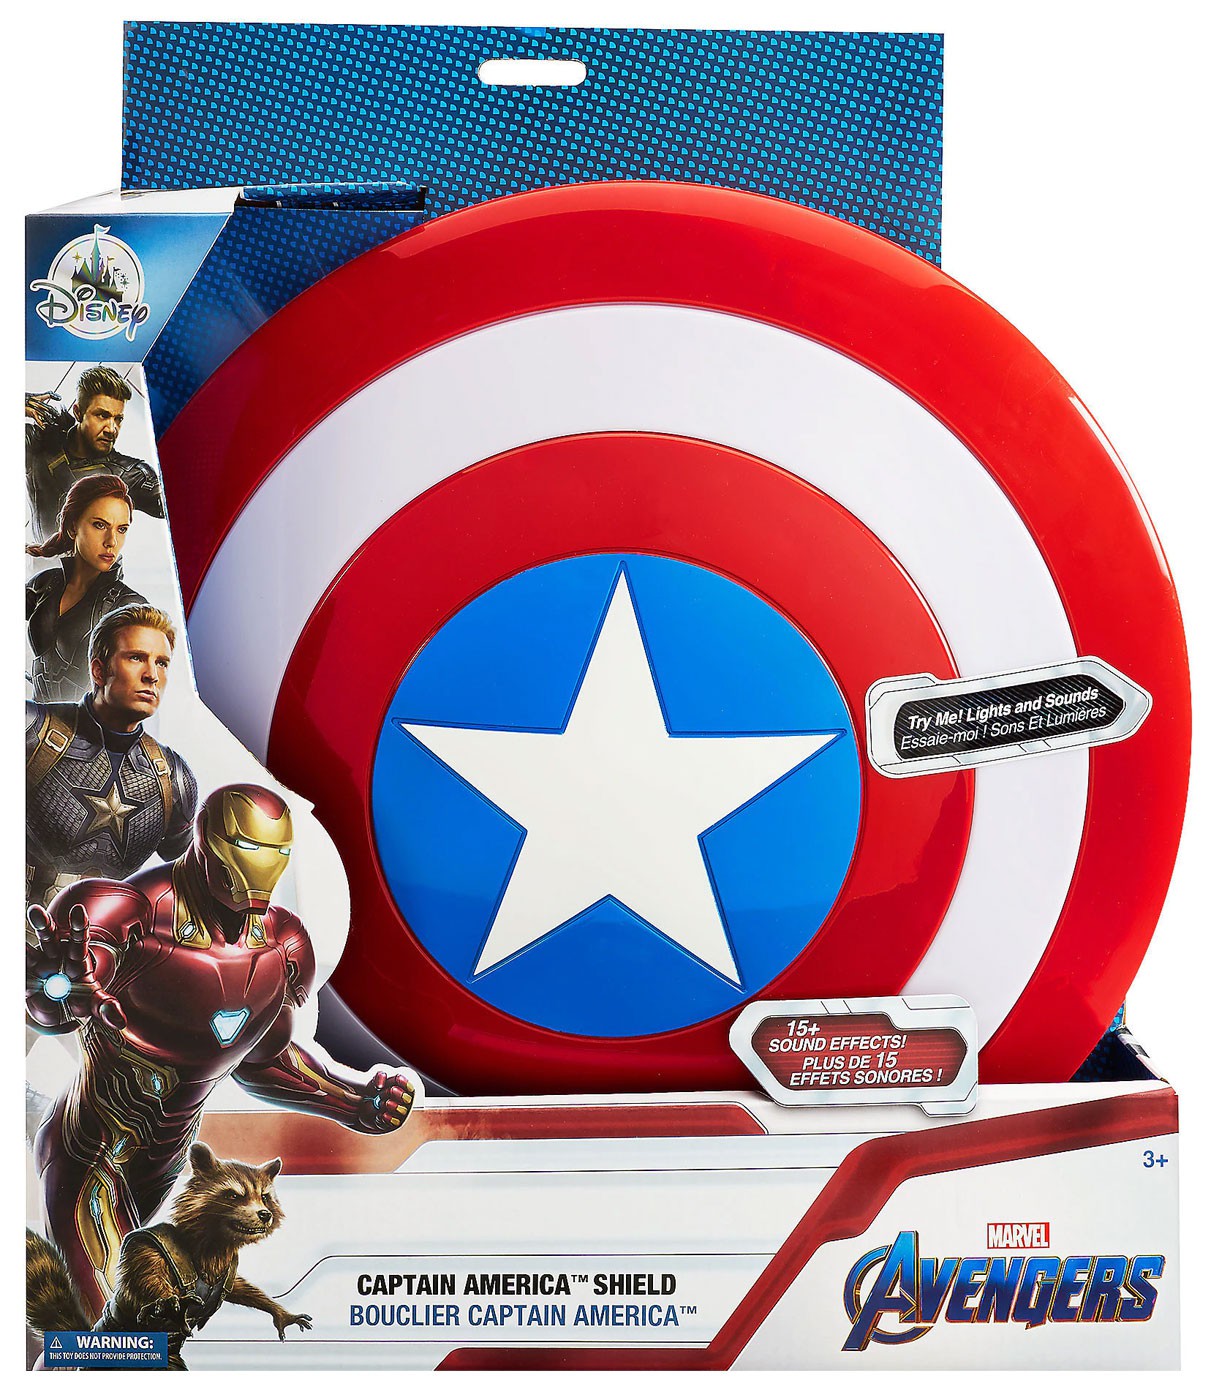 DISNEY
Try Me! Lights and Sounds
Essaie-moi ! Sons Et Lumières
15+
SOUND EFFECTS!
PLUS DE 15
EFFETS SONORES !
3+
MARVEL
AVENGERS
CAPTAIN AMERICA™ SHIELD
BOUCLIER CAPTAIN AMERICA™
⚠ WARNING:
THIS TOY DOES NOT PROVIDE PROTECTION.